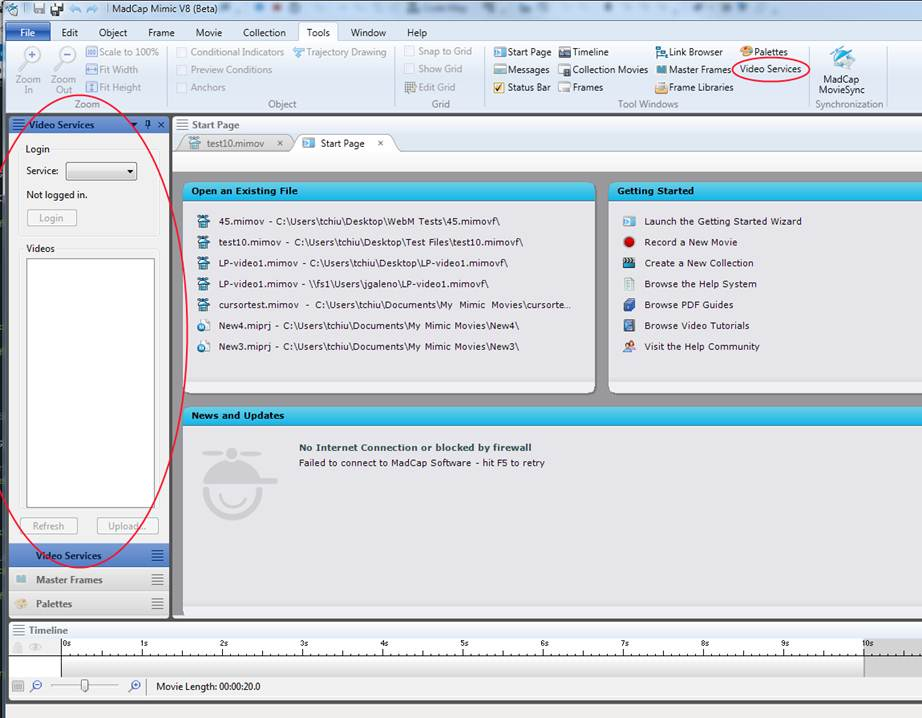 MadCap Mimic V8 (Beta)
File Edit Object Frame Movie Collection Tools Window Help
Zoom In
Zoom Out
Scale to 100%
Fit Width
Fit Height
Zoom
Conditional Indicators
Trajectory Drawing
Preview Conditions
Anchors
Object
Snap to Grid
Show Grid
Edit Grid
Grid
Start Page Timeline Link Browser Palettes
Messages Collection Movies Master Frames Video Services
Status Bar Frames Frame Libraries
Tool Windows
MadCap MovieSync
Synchronization
Video Services
Login
Service:
Not logged in.
Login
Videos
Refresh Upload...
Video Services
Master Frames
Palettes
Start Page
test10.mimov Start Page
Open an Existing File
45.mimov - C:\Users\tchiu\Desktop\WebM Tests\45.mimovf\
test10.mimov - C:\Users\tchiu\Desktop\Test Files\test10.mimovf\
LP-video1.mimov - C:\Users\tchiu\Desktop\LP-video1.mimovf\
LP-video1.mimov - \\fs1\Users\jgaleno\LP-video1.mimovf\
cursortest.mimov - C:\Users\tchiu\Documents\My Mimic Movies\cursorte...
New4.miprj - C:\Users\tchiu\Documents\My Mimic Movies\New4\
New3.miprj - C:\Users\tchiu\Documents\My Mimic Movies\New3\
Getting Started
Launch the Getting Started Wizard
Record a New Movie
Create a New Collection
Browse the Help System
Browse PDF Guides
Browse Video Tutorials
Visit the Help Community
News and Updates
No Internet Connection or blocked by firewall
Failed to connect to MadCap Software - hit F5 to retry
Timeline
0s 1s 2s 3s 4s 5s 6s 7s 8s 9s 10s
Movie Length: 00:00:20.0